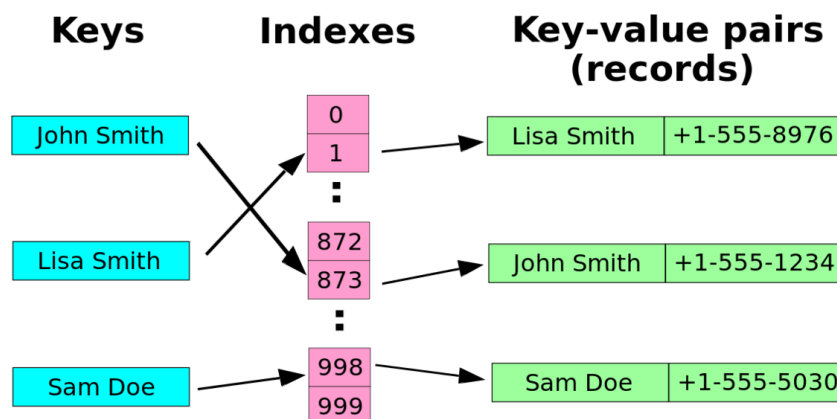 Keys
Indexes
Key-value pairs
(records)
0
John Smith
1
Lisa Smith
+1-555-8976
:
872
Lisa Smith
873
John Smith
+1-555-1234
:
998
Sam Doe
999
Sam Doe
+1-555-5030